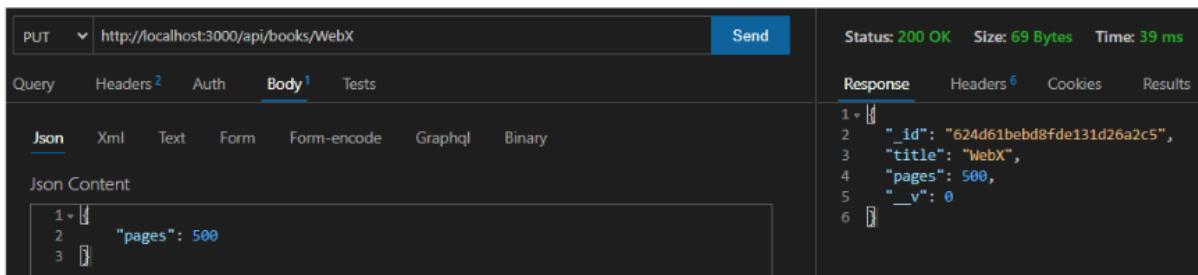 PUT http://localhost:3000/api/books/WebX Send
Query Headers 2 Auth Body 1 Tests
Json Xml Text Form Form-encode Graphql Binary
Json Content
1 {
2 "pages": 500
3 }
Status: 200 OK Size: 69 Bytes Time: 39 ms
Response Headers 6 Cookies Results
1 {
2 "_id": "624d61bebd8fde131d26a2c5",
3 "title": "WebX",
4 "pages": 500,
5 "__v": 0
6 }